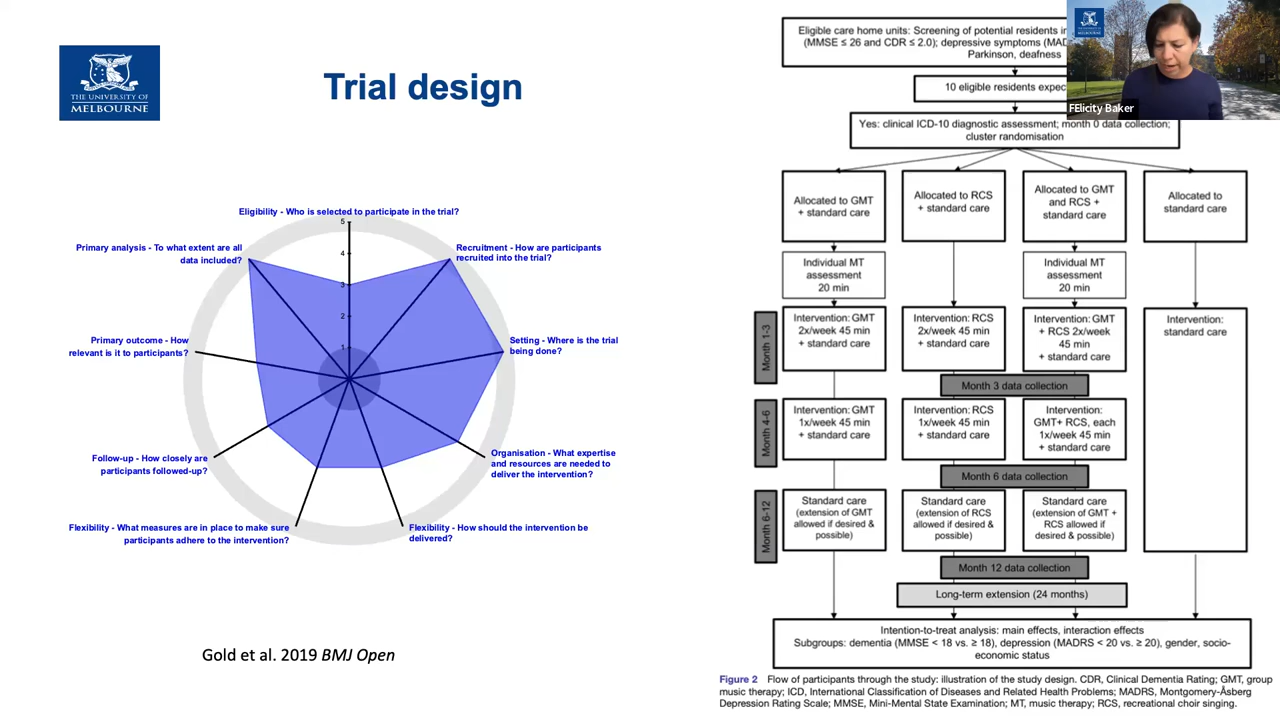 THE UNIVERSITY OF
MELBOURNE
Trial design
Eligibility - Who is selected to participate in the trial?
5
4
3
2
1
Primary analysis - To what extent are all
data included?
Recruitment - How are participants
recruited into the trial?
Primary outcome - How
relevant is it to participants?
Setting - Where is the trial
being done?
Follow-up - How closely are
participants followed-up?
Organisation - What expertise
and resources are needed to
deliver the intervention?
Flexibility - What measures are in place to make sure
participants adhere to the intervention?
Flexibility - How should the intervention be
delivered?
Gold et al. 2019 BMJ Open
Eligible care home units: Screening of potential residents
(MMSE ≤ 26 and CDR ≤ 2.0); depressive symptoms
Parkinson, deafness
10 eligible residents
Yes: clinical ICD-10 diagnostic assessment; month 0 data collection;
cluster randomisation
Allocated to GMT
+ standard care
Allocated to RCS
+ standard care
Allocated to GMT
and RCS +
standard care
Allocated to
standard care
Individual MT
assessment
20 min
Individual MT
assessment
20 min
Month 1-3
Intervention: GMT
2x/week 45 min
+ standard care
Intervention: RCS
2x/week 45 min
+ standard care
Intervention: GMT
+ RCS 2x/week
45 min
+ standard care
Intervention:
standard care
Month 3 data collection
Month 4-6
Intervention: GMT
1x/week 45 min
+ standard care
Intervention: RCS
1x/week 45 min
+ standard care
Intervention:
GMT+ RCS, each
1x/week 45 min
+ standard care
Month 6 data collection
Month 6-12
Standard care
(extension of GMT
allowed if desired &
possible)
Standard care
(extension of RCS
allowed if desired &
possible)
Standard care
(extension of GMT +
RCS allowed if
desired & possible)
Month 12 data collection
Long-term extension (24 months)
Intention-to-treat analysis: main effects, interaction effects
Subgroups: dementia (MMSE < 18 vs. ≥ 18), depression (MADRS < 20 vs. ≥ 20), gender, socio-
economic status
Figure 2 Flow of participants through the study: illustration of the study design. CDR, Clinical Dementia Rating; GMT, group
music therapy; ICD, International Classification of Diseases and Related Health Problems; MADRS, Montgomery-Åsberg
Depression Rating Scale; MMSE, Mini-Mental State Examination; MT, music therapy; RCS, recreational choir singing.
MELBOURNE
FElicity Baker